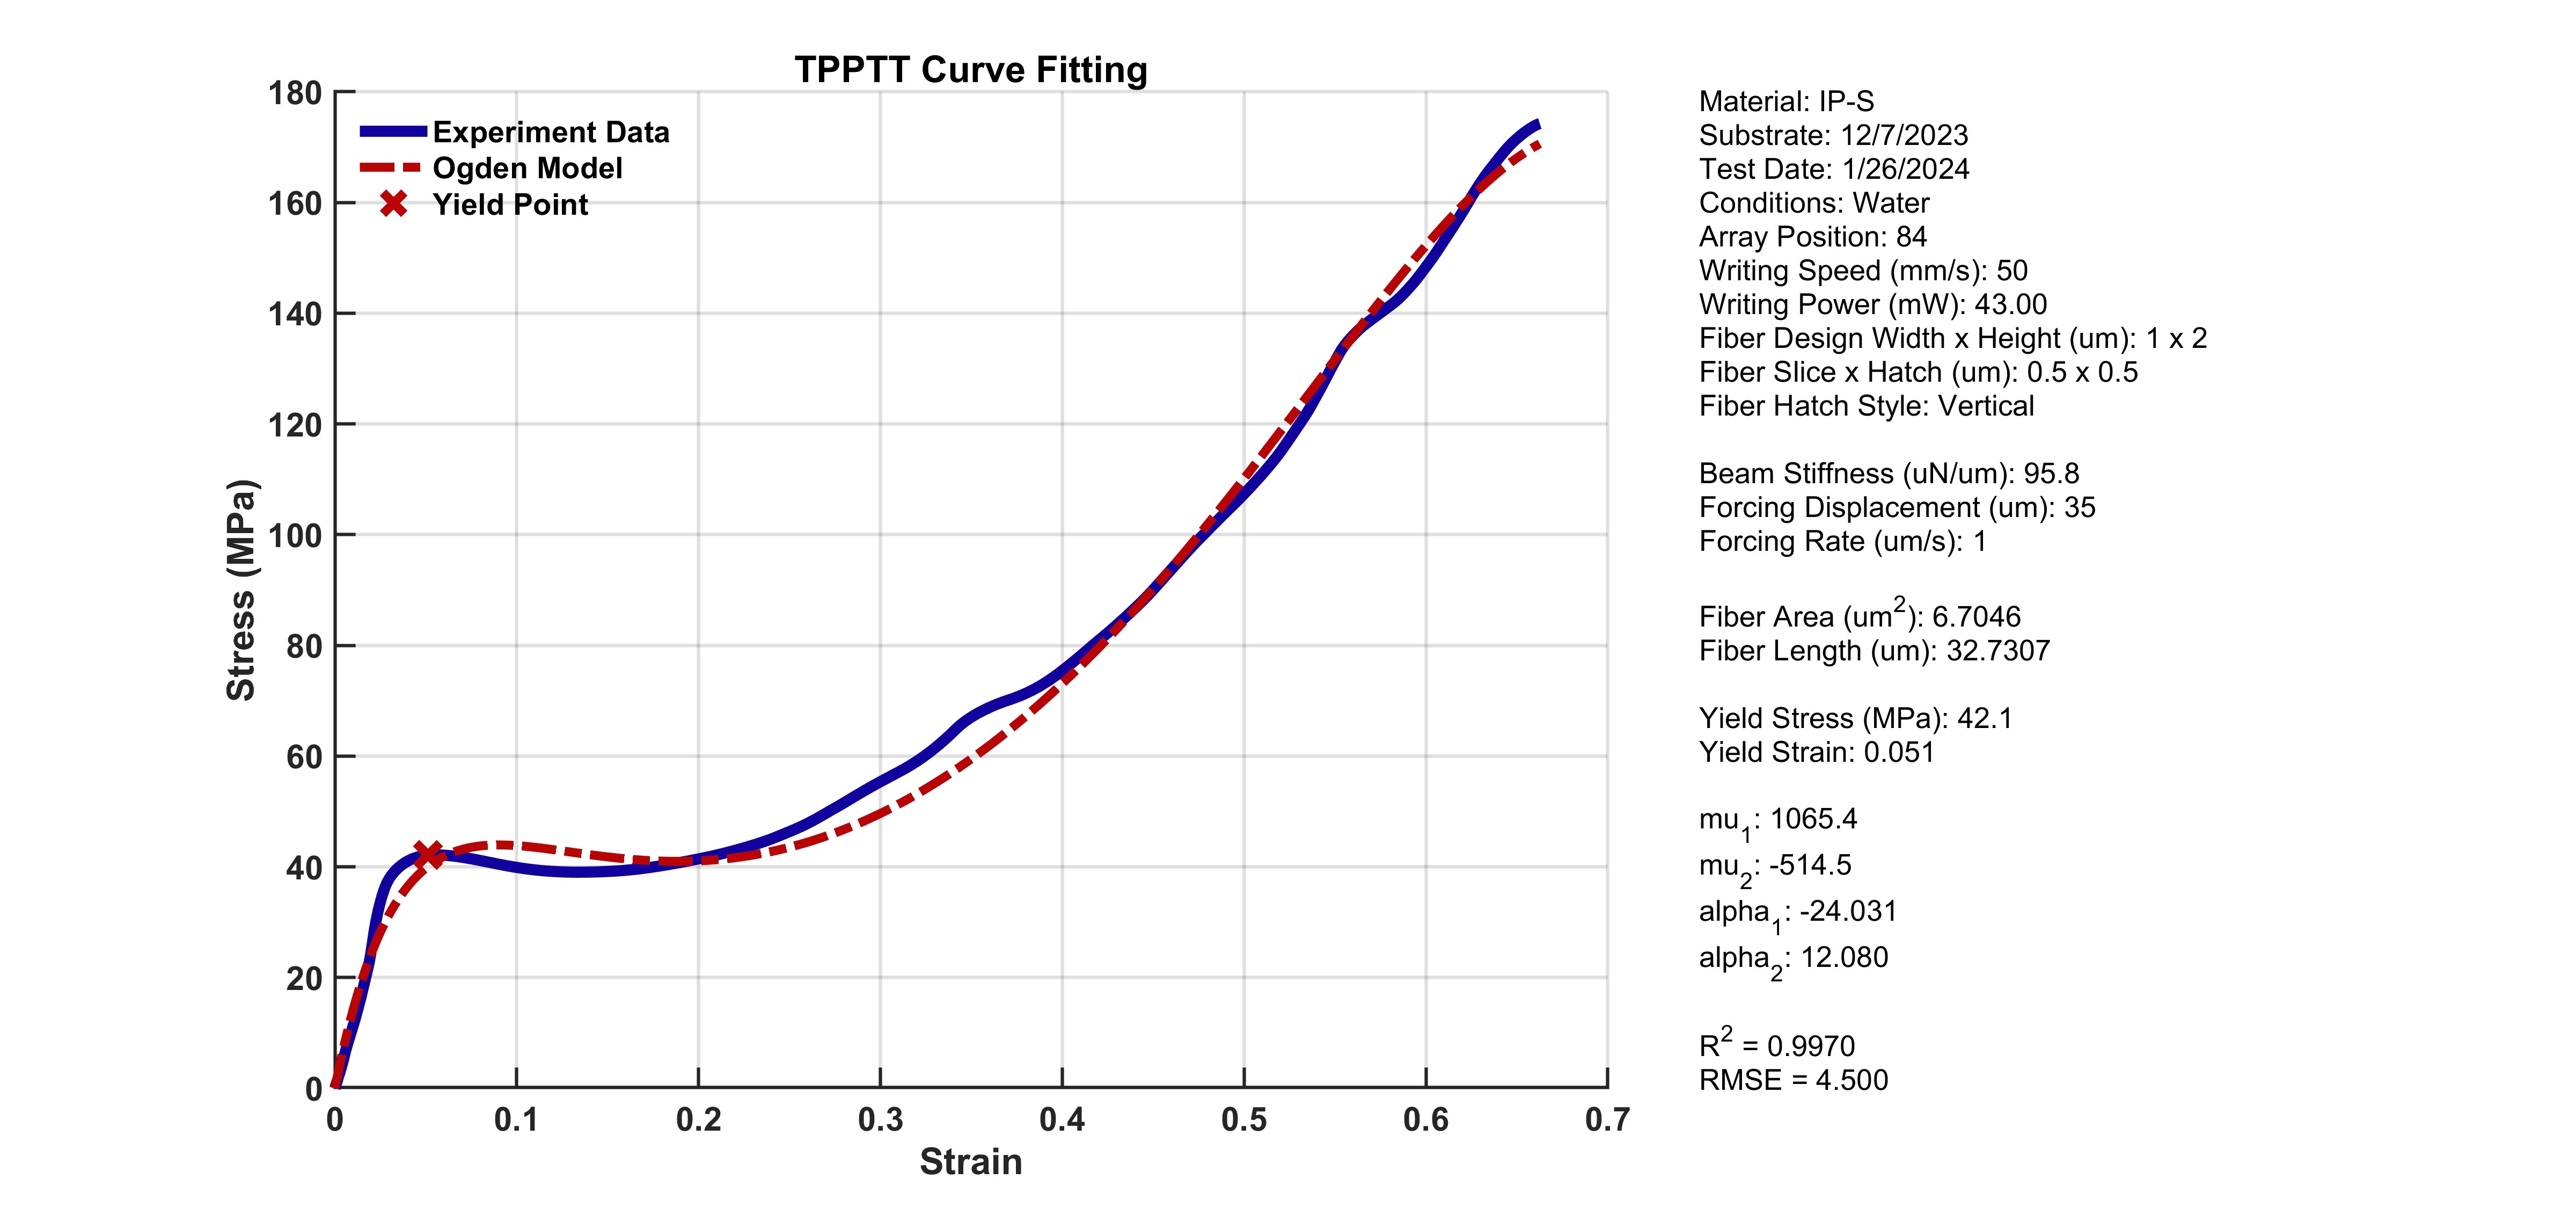 TPPTT Curve Fitting
180
160
140
120
100
80
60
40
20
0
Stress (MPa)
Experiment Data
Ogden Model
Yield Point
0 0.1 0.2 0.3 0.4 0.5 0.6 0.7
Strain
Material: IP-S
Substrate: 12/7/2023
Test Date: 1/26/2024
Conditions: Water
Array Position: 84
Writing Speed (mm/s): 50
Writing Power (mW): 43.00
Fiber Design Width x Height (um): 1 x 2
Fiber Slice x Hatch (um): 0.5 x 0.5
Fiber Hatch Style: Vertical
Beam Stiffness (uN/um): 95.8
Forcing Displacement (um): 35
Forcing Rate (um/s): 1
Fiber Area (um²): 6.7046
Fiber Length (um): 32.7307
Yield Stress (MPa): 42.1
Yield Strain: 0.051
mu₁: 1065.4
mu₂: -514.5
alpha₁: -24.031
alpha₂: 12.080
R² = 0.9970
RMSE = 4.500